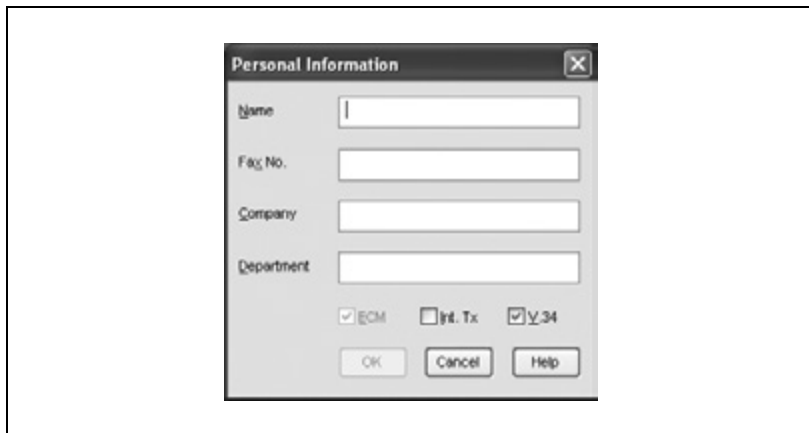 Personal Information
Name
Fax No.
Company
Department
ECM Int. Tx V.34
OK Cancel Help